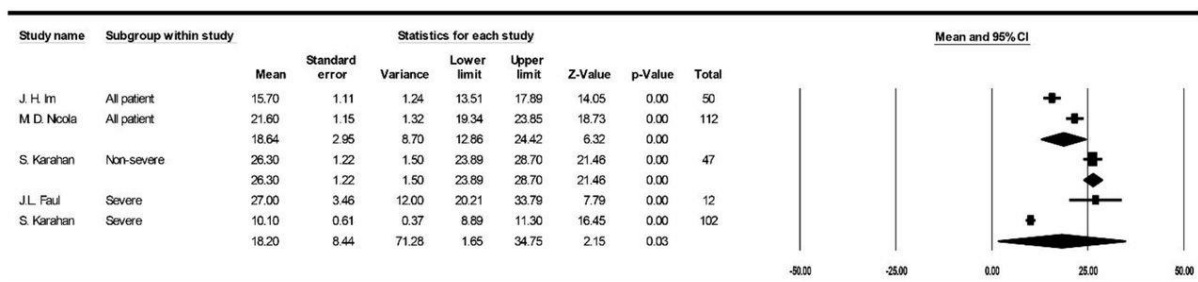 Study name Subgroup within study Statistics for each study Mean and 95% CI
Mean Standard error Variance Lower limit Upper limit Z-Value p-Value Total
J. H. Im All patient 15.70 1.11 1.24 13.51 17.89 14.05 0.00 50
M. D. Nicola All patient 21.60 1.15 1.32 19.34 23.85 18.73 0.00 112
18.64 2.95 8.70 12.86 24.42 6.32 0.00
S. Karahan Non-severe 26.30 1.22 1.50 23.89 28.70 21.46 0.00 47
26.30 1.22 1.50 23.89 28.70 21.46 0.00
J.L. Faul Severe 27.00 3.46 12.00 20.21 33.79 7.79 0.00 12
S. Karahan Severe 10.10 0.61 0.37 8.89 11.30 16.45 0.00 102
18.20 8.44 71.28 1.65 34.75 2.15 0.03
-50.00 -25.00 0.00 25.00 50.00